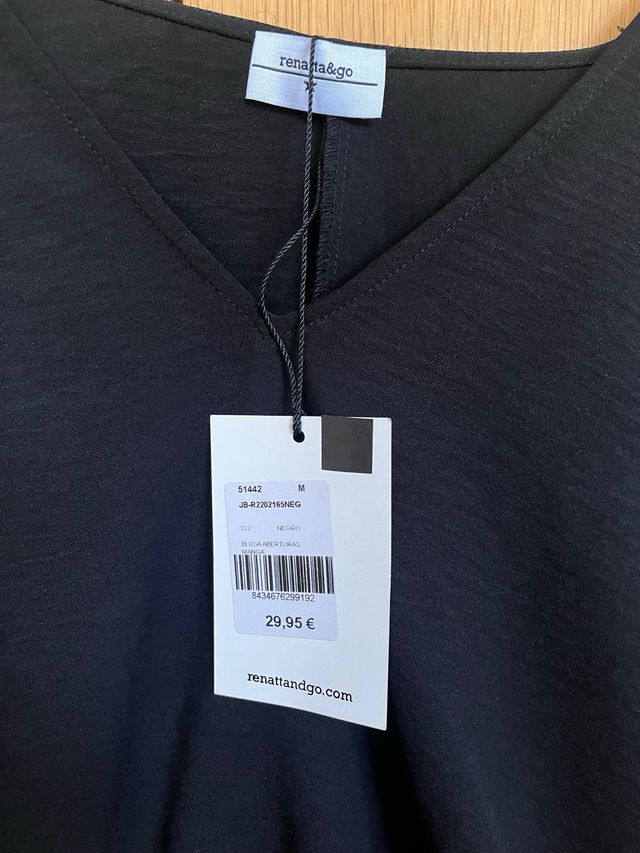 renatta&go
51442 M
JB-R2202165NEG
222 NEGRO
BLUSA ABERTURAS
MANGA
8434676299192
29,95 €
renattandgo.com